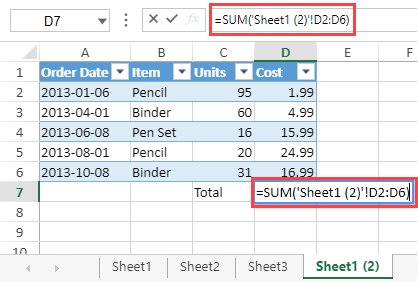 D7 fx =SUM('Sheet1 (2)'!D2:D6)
A B C D E F
1 Order Date Item Units Cost
2 2013-01-06 Pencil 95 1.99
3 2013-04-01 Binder 60 4.99
4 2013-06-08 Pen Set 16 15.99
5 2013-08-01 Pencil 20 24.99
6 2013-10-08 Binder 31 16.99
7 Total =SUM('Sheet1 (2)'!D2:D6)
8
9
10
Sheet1 Sheet2 Sheet3 Sheet1 (2)